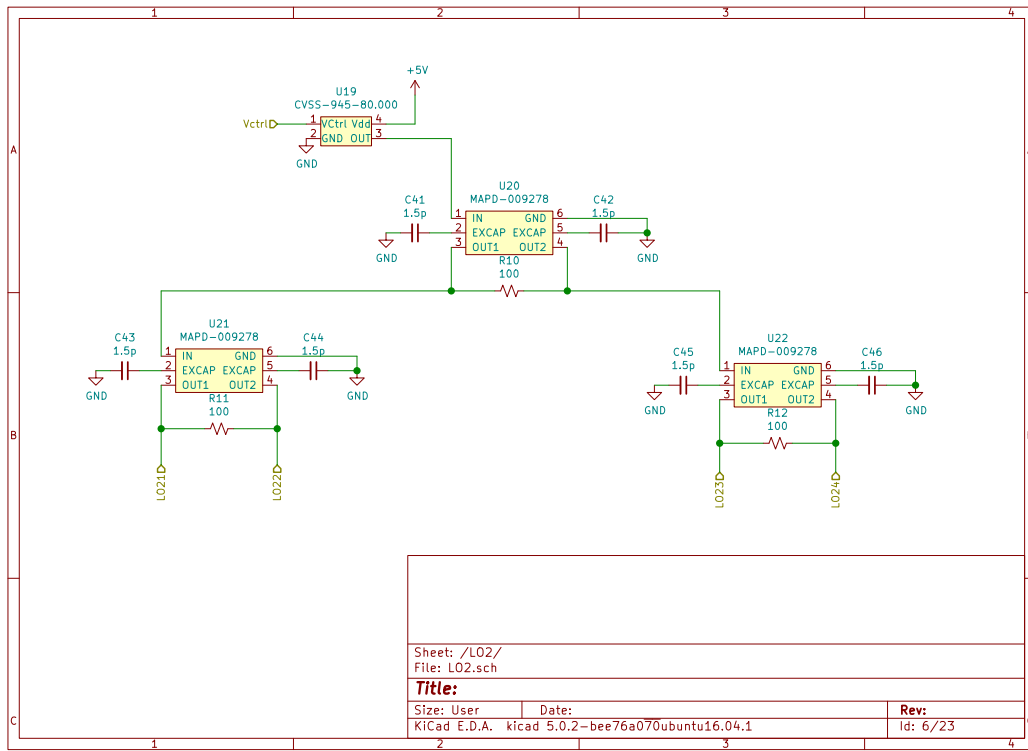 1 2 3 4
+5V
U19
CVSS-945-80.000
Vctrl 1 VCtrl Vdd 4
2 GND OUT 3
GND
A
U20
MAPD-009278
C41
1.5p
C42
1.5p
1 IN GND 6
2 EXCAP EXCAP 5
3 OUT1 OUT2 4
GND
GND
R10
100
U21
MAPD-009278
C43
1.5p
C44
1.5p
1 IN GND 6
2 EXCAP EXCAP 5
3 OUT1 OUT2 4
GND
GND
R11
100
U22
MAPD-009278
C45
1.5p
C46
1.5p
1 IN GND 6
2 EXCAP EXCAP 5
3 OUT1 OUT2 4
GND
GND
R12
100
B
LO21
LO22
LO23
LO24
Sheet: /LO2/
File: LO2.sch
Title:
Size: User Date: Rev:
KiCad E.D.A. kicad 5.0.2-bee76a070ubuntu16.04.1 Id: 6/23
C
1 2 3 4